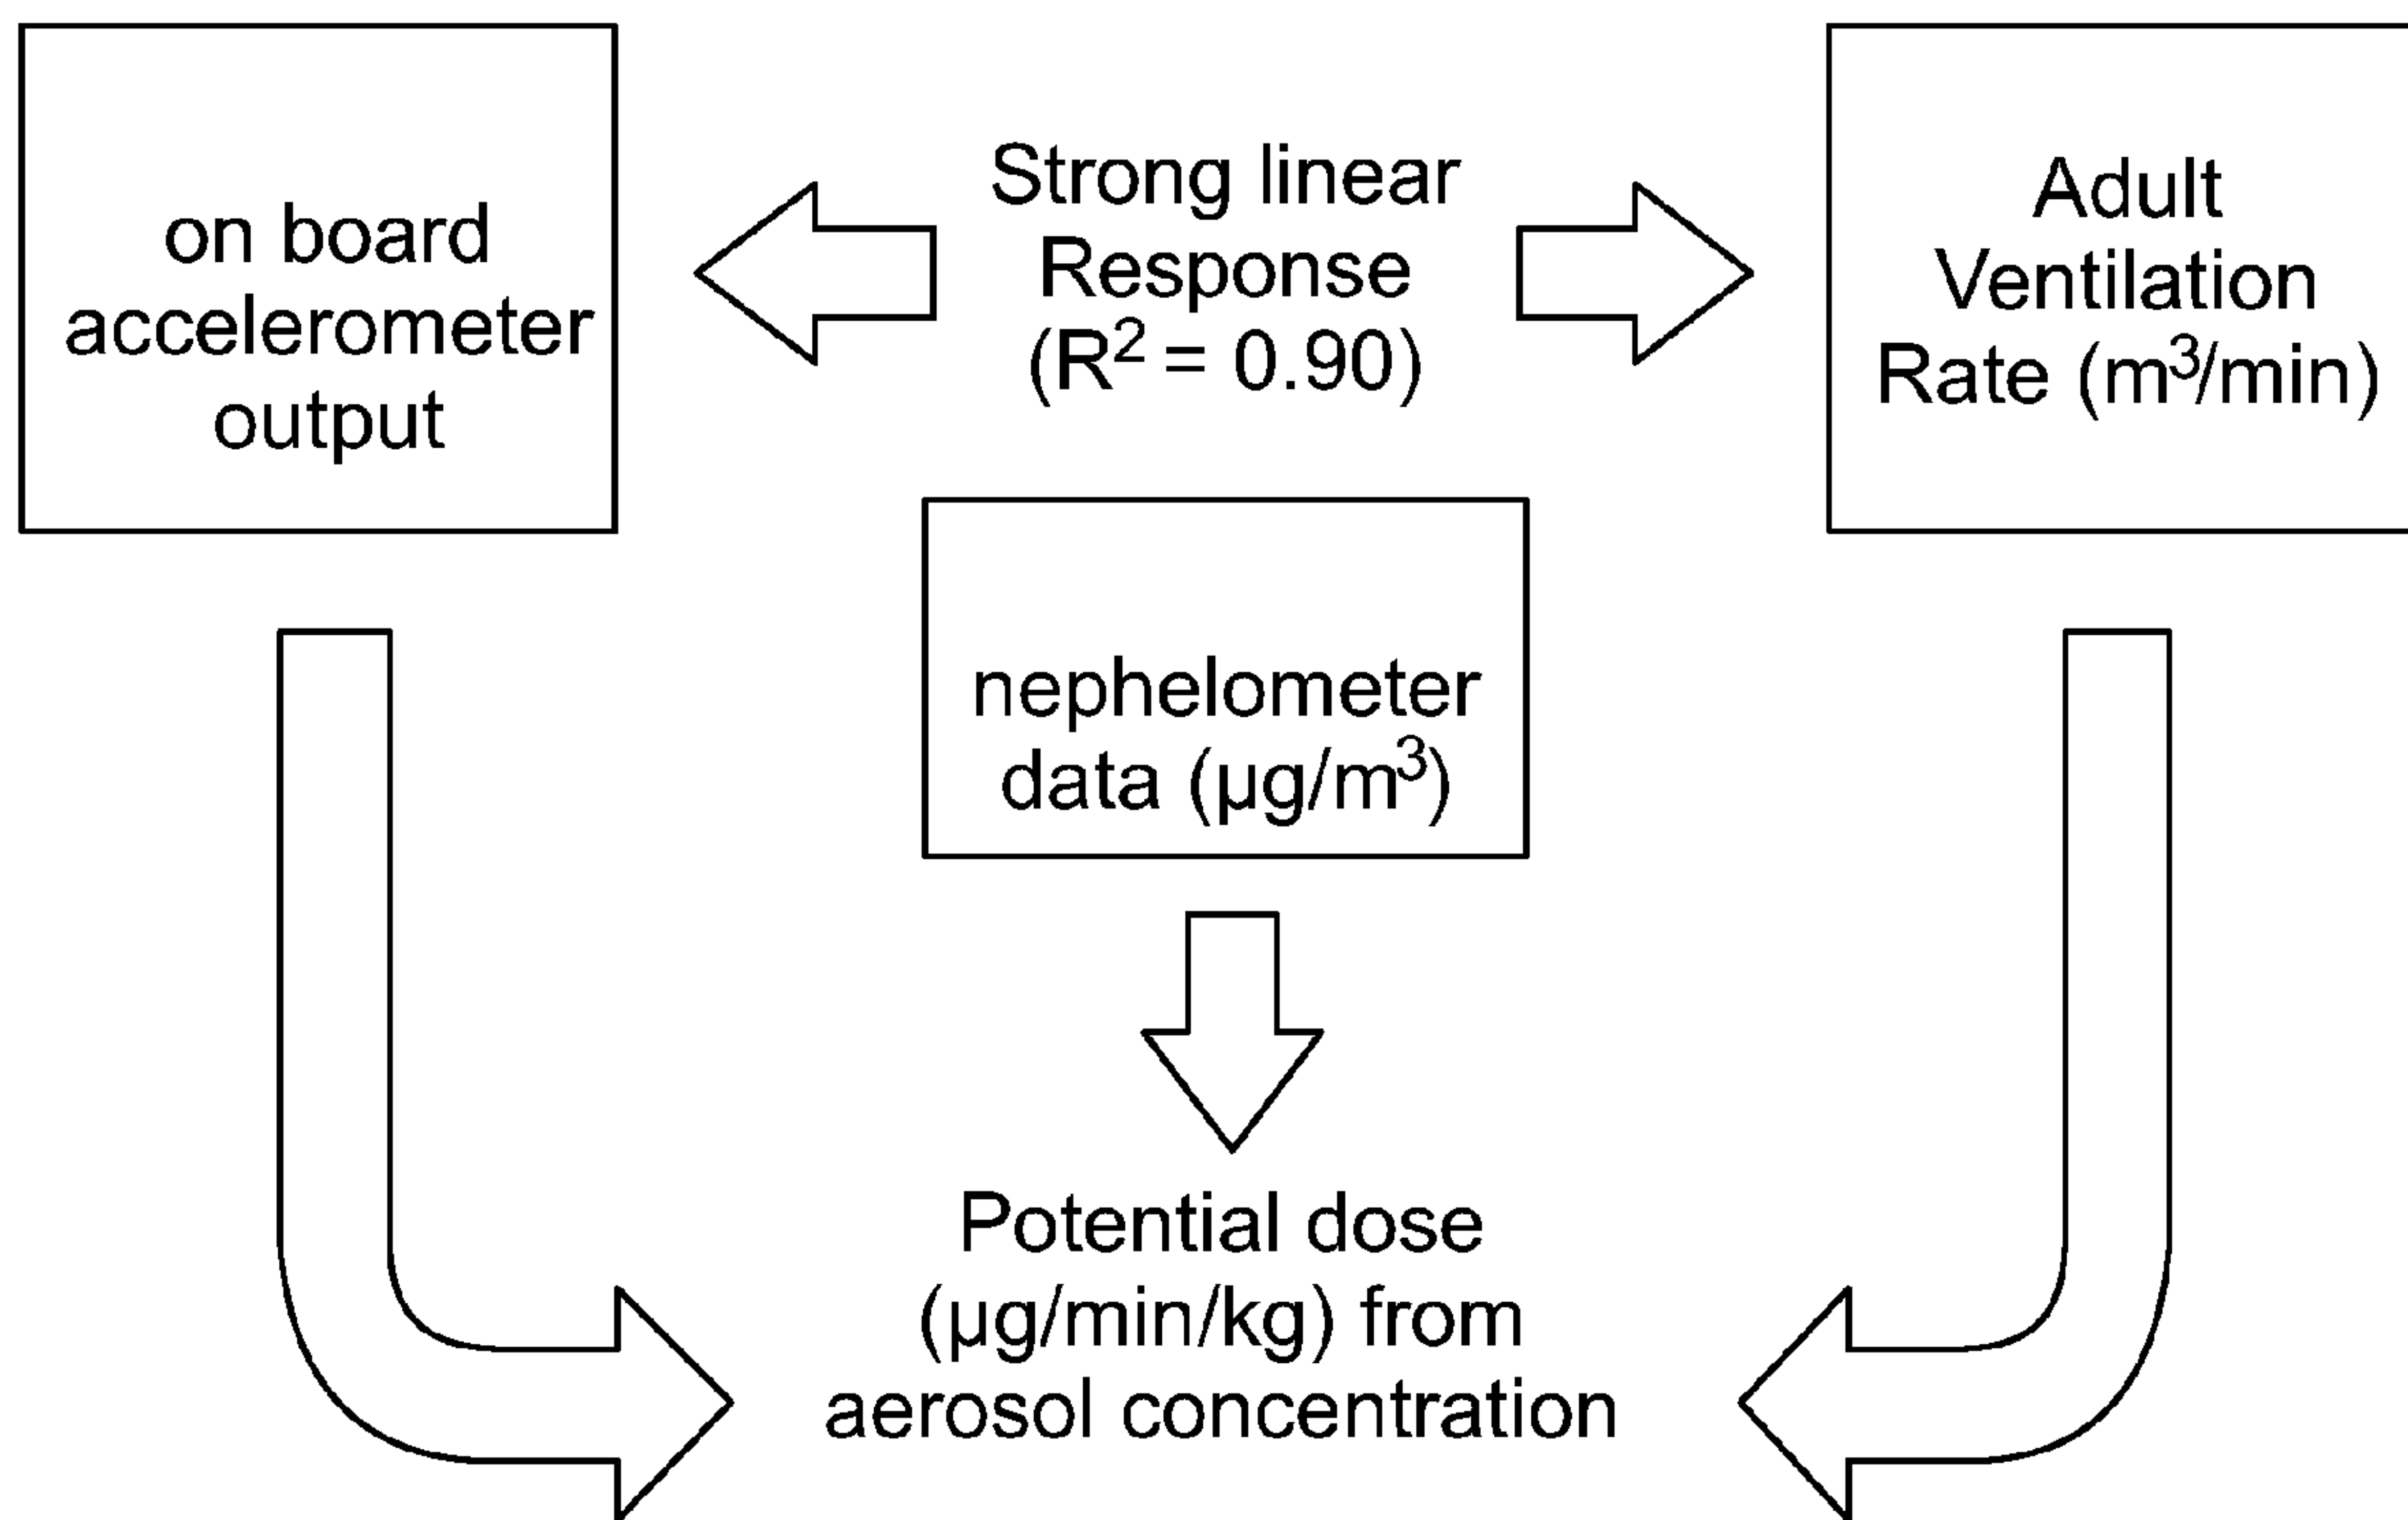 on board
accelerometer
output
Strong linear
Response
(R² = 0.90)
Adult
Ventilation
Rate (m³/min)
nephelometer
data (µg/m³)
Potential dose
(µg/min/kg) from
aerosol concentration